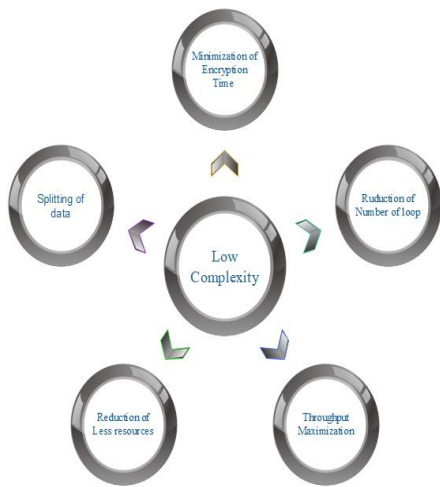 Minimization of
Encryption
Time
Splitting of
data
Ruduction of
Number of loop
Low
Complexity
Reduction of
Less resources
Throughput
Maximization